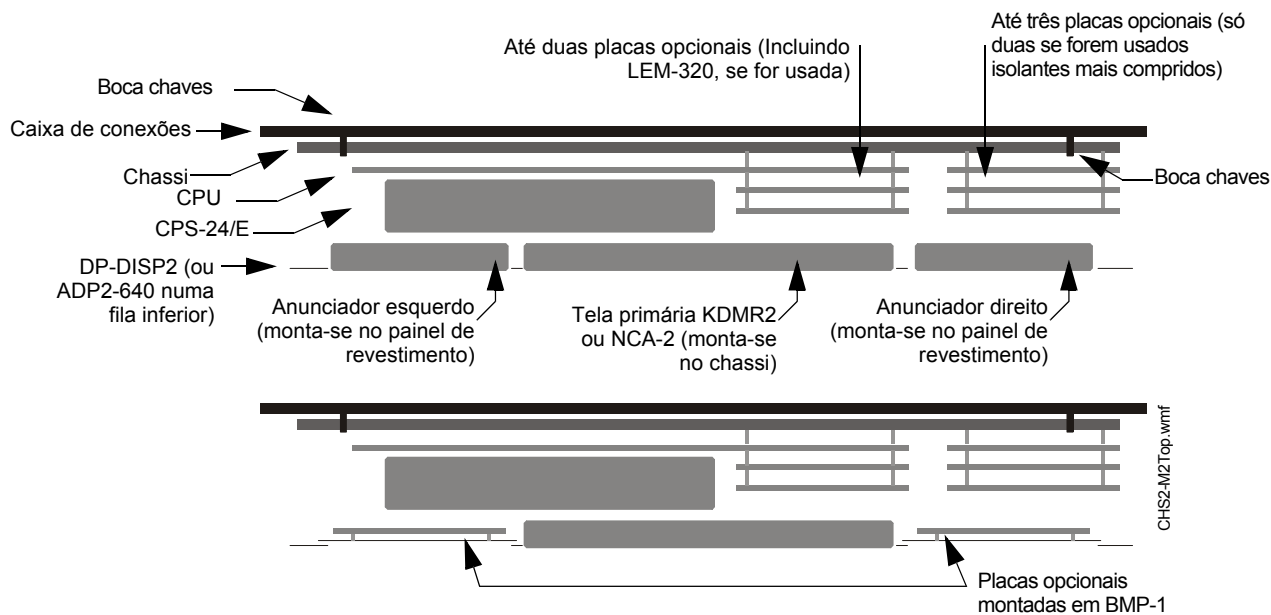 Até duas placas opcionais (Incluindo
LEM-320, se for usada)
Até três placas opcionais (só
duas se forem usados
isolantes mais compridos)
Boca chaves
Caixa de conexões
Chassi
CPU
CPS-24/E
DP-DISP2 (ou
ADP2-640 numa
fila inferior)
Boca chaves
Anunciador esquerdo
(monta-se no painel de
revestimento)
Tela primária KDMR2
ou NCA-2 (monta-se
no chassi)
Anunciador direito
(monta-se no painel de
revestimento)
CHS2-M2Top.wmf
Placas opcionais
montadas em BMP-1